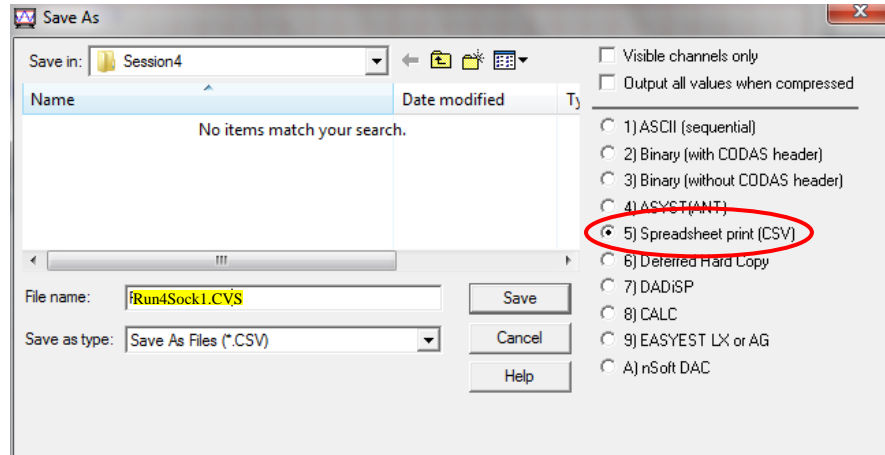 Save As
Save in: Session4
Name Date modified Ty
No items match your search.
File name: Run4Sock1.CVS
Save as type: Save As Files (*.CSV)
Save
Cancel
Help
Visible channels only
Output all values when compressed
1) ASCII (sequential)
2) Binary (with CODAS header)
3) Binary (without CODAS header)
4) ASYST(ANT)
5) Spreadsheet print (CSV)
6) Deferred Hard Copy
7) DADiSP
8) CALC
9) EASYEST LX or AG
A) nSoft DAC